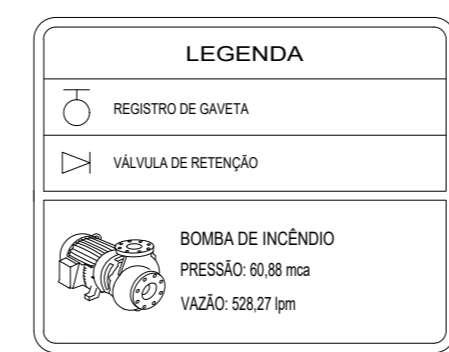 LEGENDA
REGISTRO DE GAVETA
VÁLVULA DE RETENÇÃO
BOMBA DE INCÊNDIO
PRESSÃO: 60,88 mca
VAZÃO: 528,27 lpm